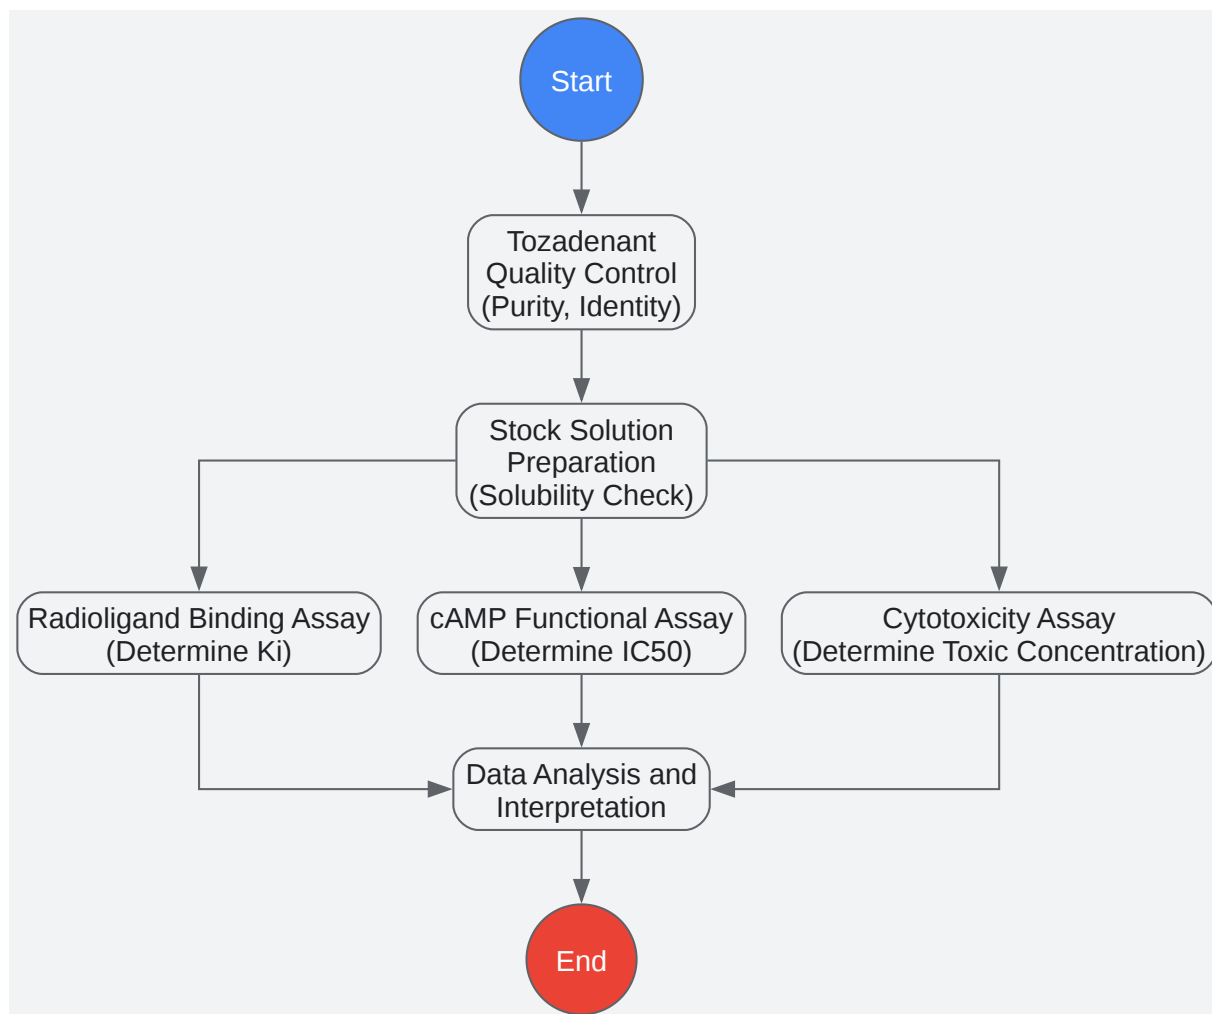 Start
Tozadenant
Quality Control
(Purity, Identity)
Stock Solution
Preparation
(Solubility Check)
Radioligand Binding Assay
(Determine Ki)
cAMP Functional Assay
(Determine IC50)
Cytotoxicity Assay
(Determine Toxic Concentration)
Data Analysis and
Interpretation
End